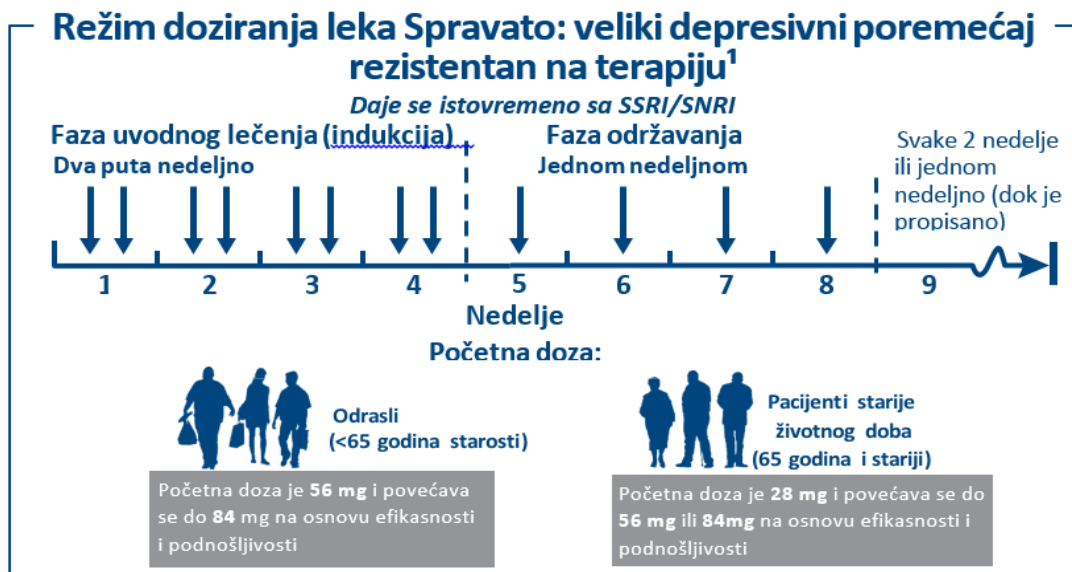 Režim doziranja leka Spravato: veliki depresivni poremećaj
rezistentan na terapiju¹
Daje se istovremeno sa SSRI/SNRI
Faza uvodnog lečenja (indukcija)
Dva puta nedeljno
Faza održavanja
Jednom nedeljnom
Svake 2 nedelje
ili jednom
nedeljno (dok je
propisano)
1 2 3 4 5 6 7 8 9
Nedelje
Početna doza:
Odrasli
(<65 godina starosti)
Početna doza je 56 mg i povećava
se do 84 mg na osnovu efikasnosti
i podnošljivosti
Pacijenti starije
životnog doba
(65 godina i stariji)
Početna doza je 28 mg i povećava se do
56 mg ili 84mg na osnovu efikasnosti i
podnošljivosti